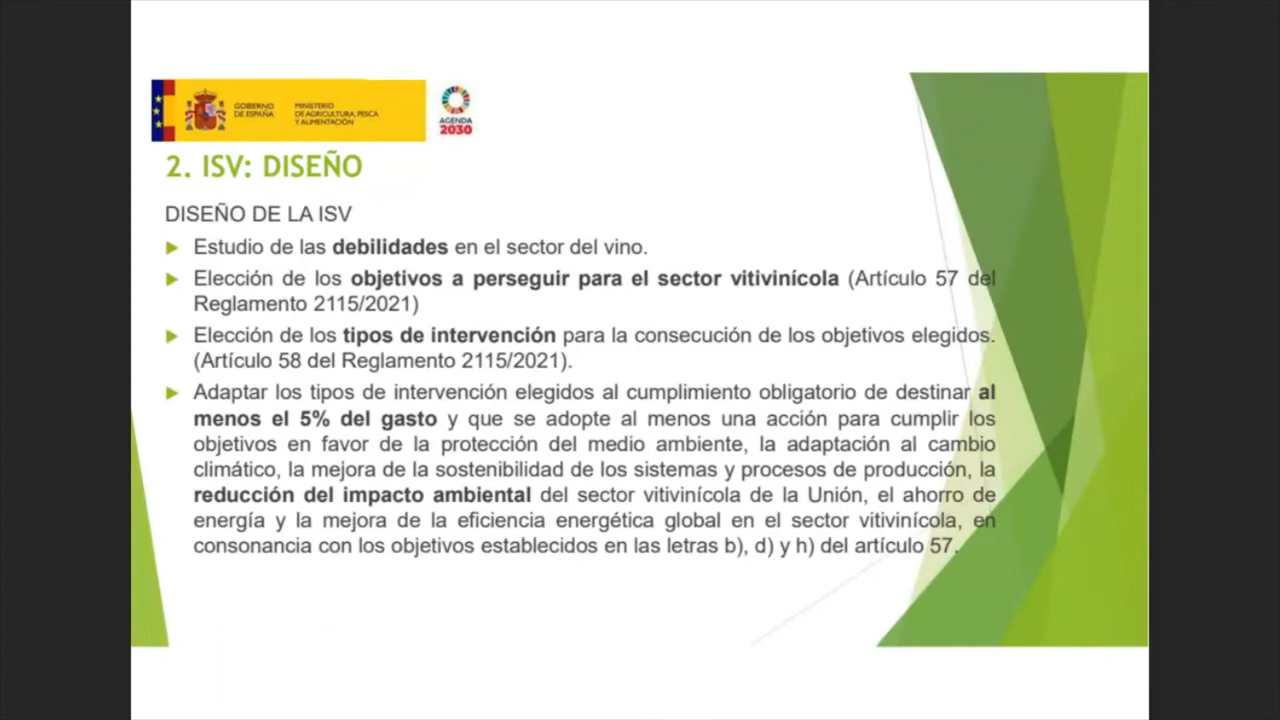 GOBIERNO
DE ESPAÑA
MINISTERIO
DE AGRICULTURA, PESCA
Y ALIMENTACIÓN
AGENDA
2030
2. ISV: DISEÑO
DISEÑO DE LA ISV
Estudio de las debilidades en el sector del vino.
Elección de los objetivos a perseguir para el sector vitivinícola (Artículo 57 del
Reglamento 2115/2021)
Elección de los tipos de intervención para la consecución de los objetivos elegidos.
(Artículo 58 del Reglamento 2115/2021).
Adaptar los tipos de intervención elegidos al cumplimiento obligatorio de destinar al
menos el 5% del gasto y que se adopte al menos una acción para cumplir los
objetivos en favor de la protección del medio ambiente, la adaptación al cambio
climático, la mejora de la sostenibilidad de los sistemas y procesos de producción, la
reducción del impacto ambiental del sector vitivinícola de la Unión, el ahorro de
energía y la mejora de la eficiencia energética global en el sector vitivinícola, en
consonancia con los objetivos establecidos en las letras b), d) y h) del artículo 57.